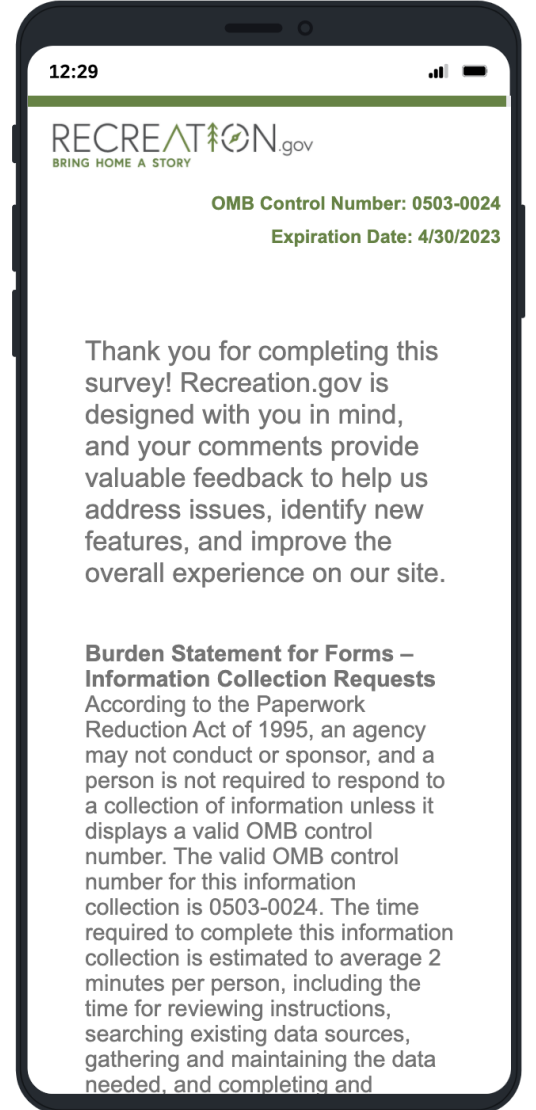 12:29
RECREATION.gov
BRING HOME A STORY
OMB Control Number: 0503-0024
Expiration Date: 4/30/2023
Thank you for completing this
survey! Recreation.gov is
designed with you in mind,
and your comments provide
valuable feedback to help us
address issues, identify new
features, and improve the
overall experience on our site.
Burden Statement for Forms –
Information Collection Requests
According to the Paperwork
Reduction Act of 1995, an agency
may not conduct or sponsor, and a
person is not required to respond to
a collection of information unless it
displays a valid OMB control
number. The valid OMB control
number for this information
collection is 0503-0024. The time
required to complete this information
collection is estimated to average 2
minutes per person, including the
time for reviewing instructions,
searching existing data sources,
gathering and maintaining the data
needed, and completing and